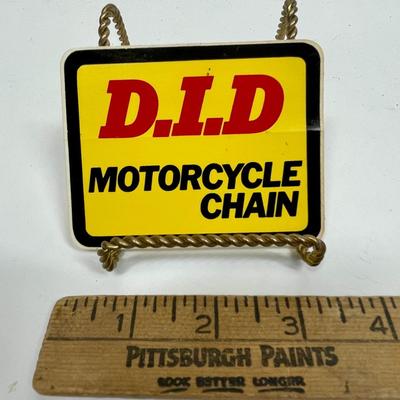 D.I.D
MOTORCYCLE
CHAIN
1 2 3 4
PITTSBURGH PAINTS
LOOK BETTER LONGER